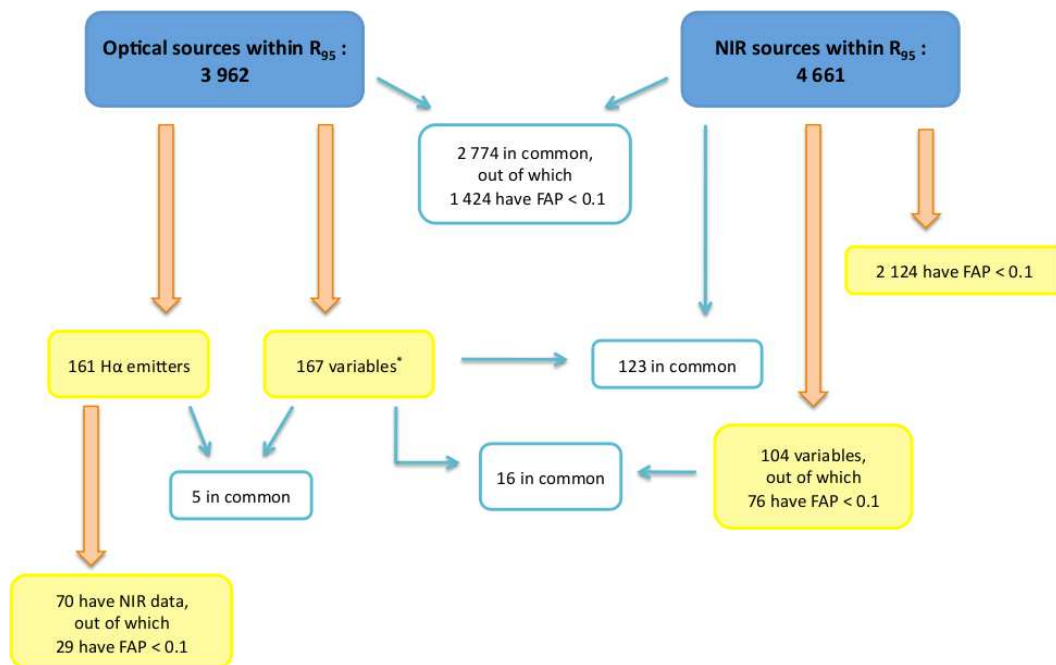 Optical sources within R95 :
3 962
NIR sources within R95 :
4 661
2 774 in common,
out of which
1 424 have FAP < 0.1
2 124 have FAP < 0.1
161 Hα emitters
167 variables*
123 in common
5 in common
16 in common
104 variables,
out of which
76 have FAP < 0.1
70 have NIR data,
out of which
29 have FAP < 0.1